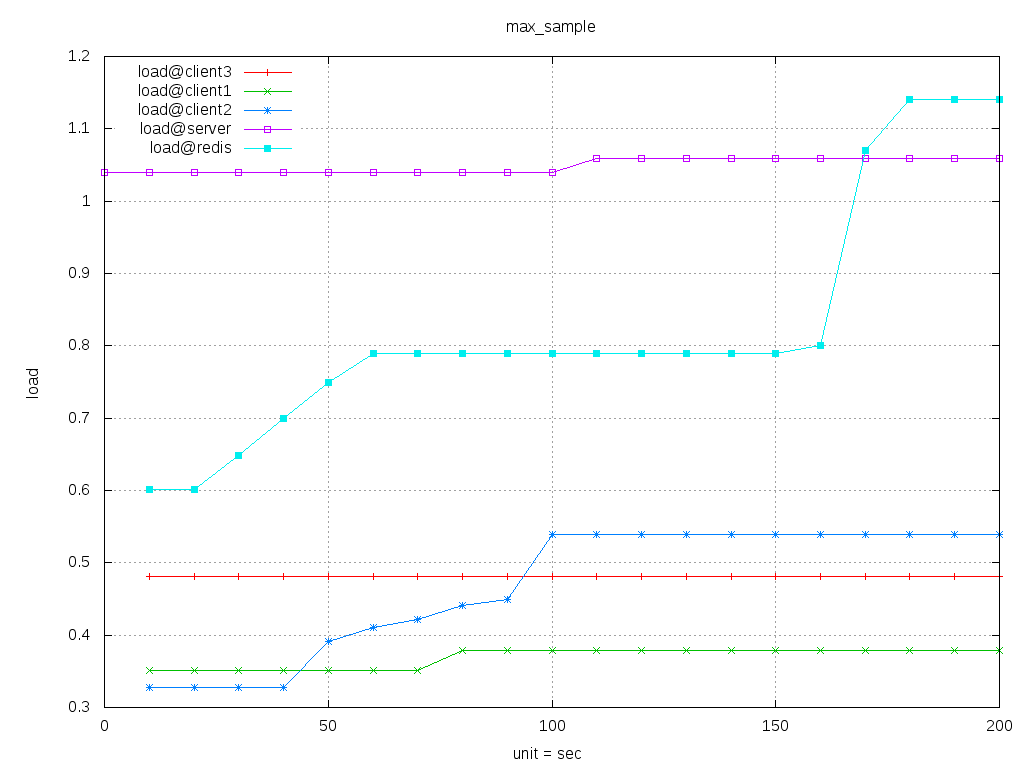 max_sample
1.2
1.1
1
0.9
0.8
0.7
0.6
0.5
0.4
0.3
load
load@client3
load@client1
load@client2
load@server
load@redis
0 50 100 150 200
unit = sec